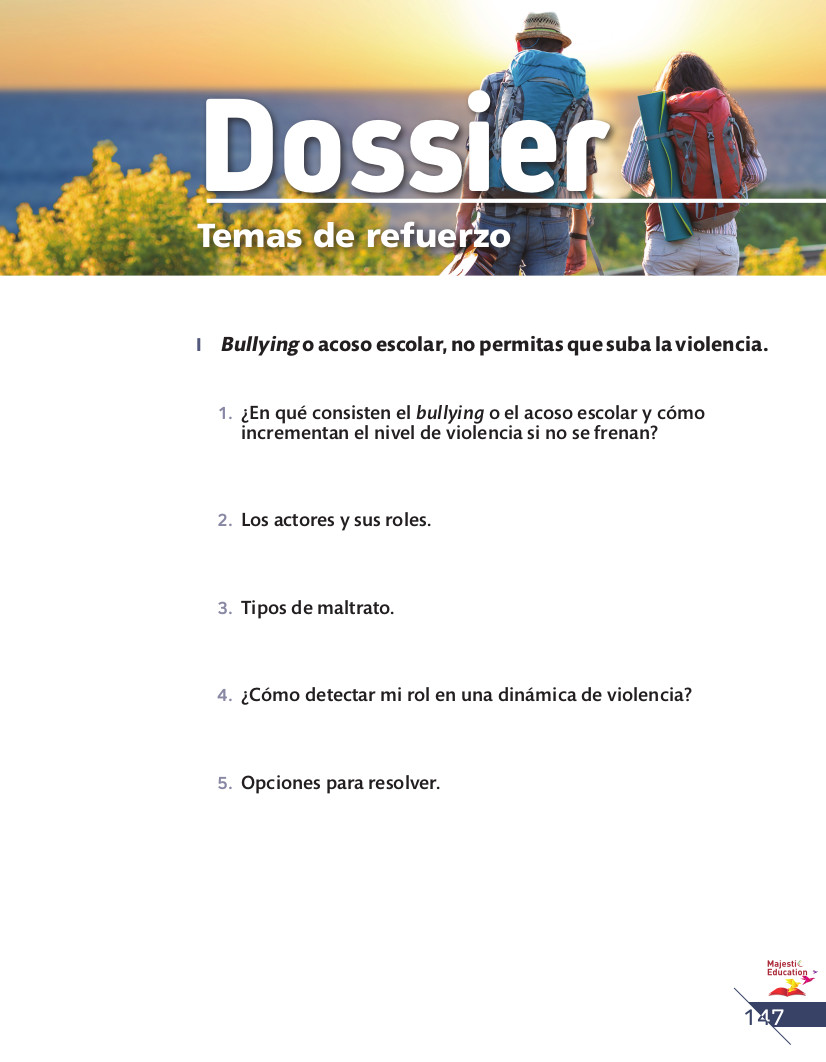 Dossier
Temas de refuerzo
I Bullying o acoso escolar, no permitas que suba la violencia.
1. ¿En qué consisten el bullying o el acoso escolar y cómo
incrementan el nivel de violencia si no se frenan?
2. Los actores y sus roles.
3. Tipos de maltrato.
4. ¿Cómo detectar mi rol en una dinámica de violencia?
5. Opciones para resolver.
Majestic
Education
147